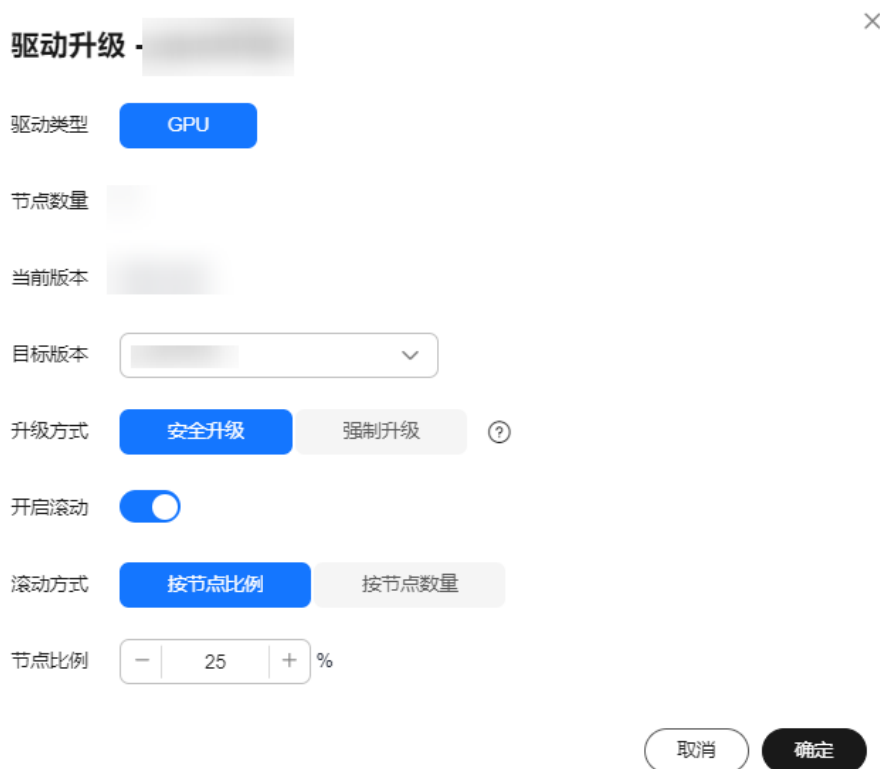 驱动升级 -
驱动类型 GPU
节点数量
当前版本
目标版本
升级方式 安全升级 强制升级 ?
开启滚动
滚动方式 按节点比例 按节点数量
节点比例 − 25 + %
取消 确定